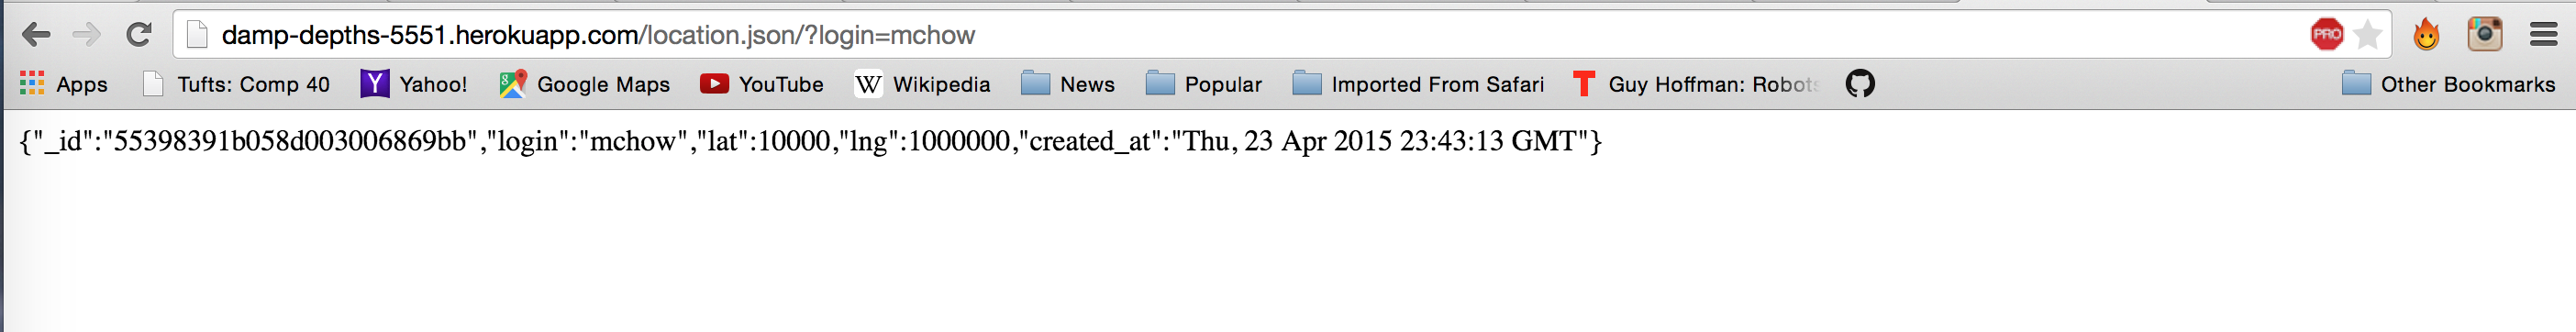 damp-depths-5551.herokuapp.com/location.json/?login=mchow PRO
Apps Tufts: Comp 40 Y Yahoo! Google Maps YouTube W Wikipedia News Popular Imported From Safari T Guy Hoffman: Robots Other Bookmarks
{"_id":"55398391b058d003006869bb","login":"mchow","lat":10000,"lng":1000000,"created_at":"Thu, 23 Apr 2015 23:43:13 GMT"}